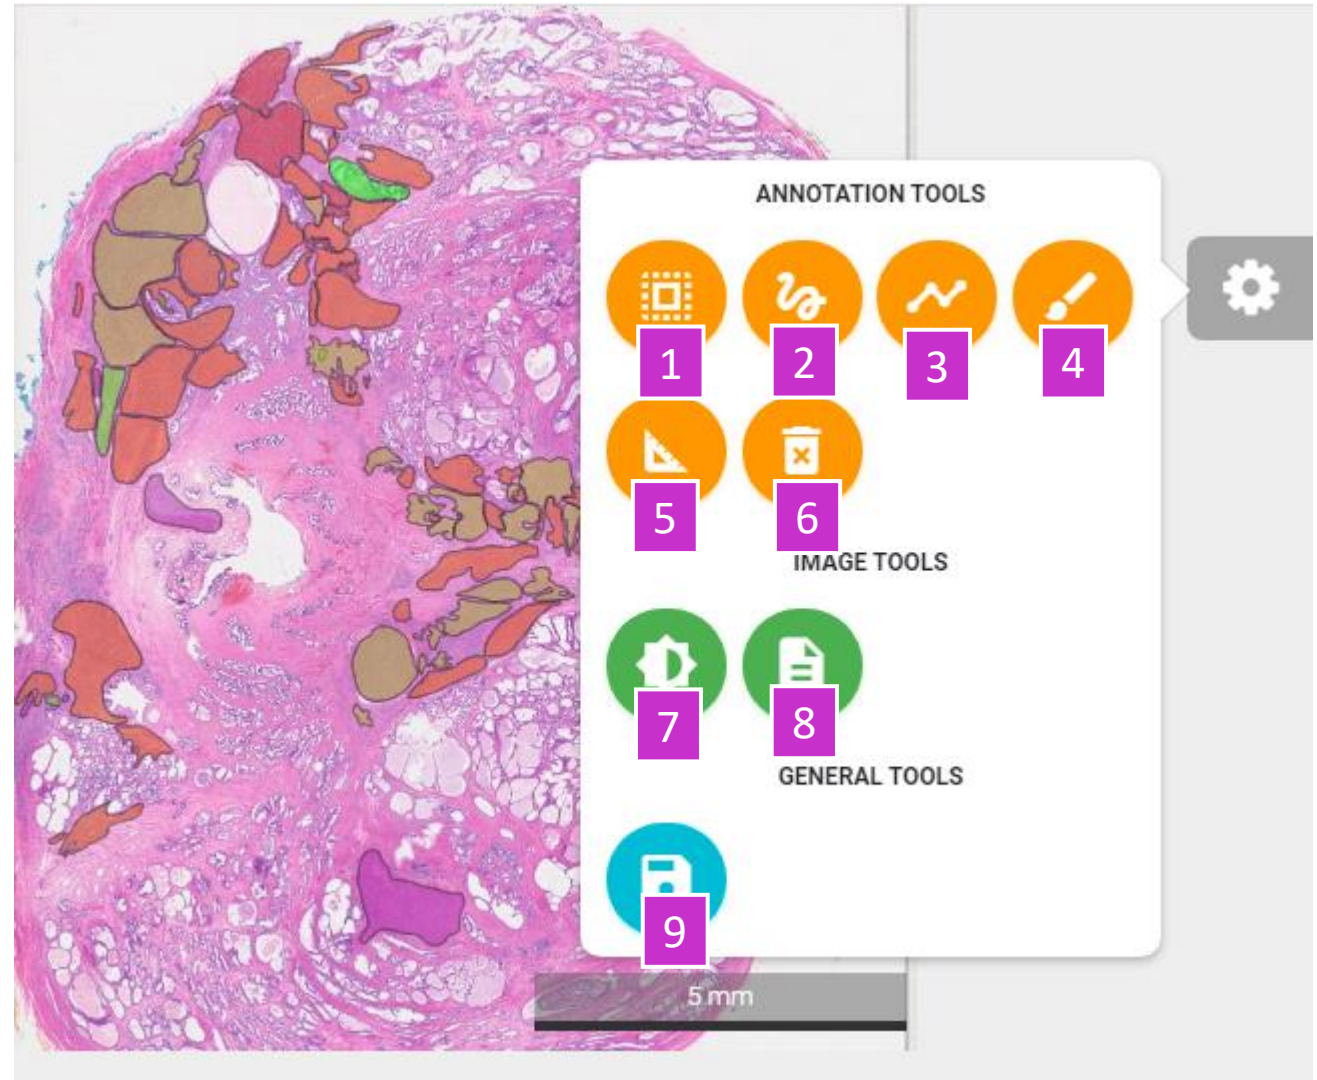 ANNOTATION TOOLS
1 2 3 4
5 6
IMAGE TOOLS
7 8
GENERAL TOOLS
9
5 mm